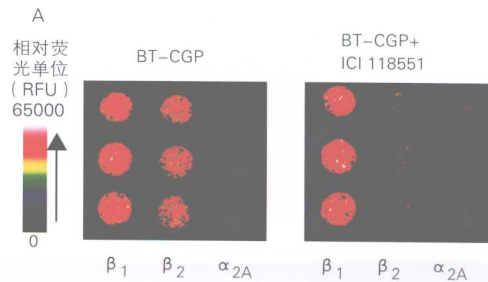 A
相对荧
光单位
(RFU)
65000
0
BT-CGP
β1 β2 α2A
BT-CGP+
ICI 118551
β1 β2 α2A